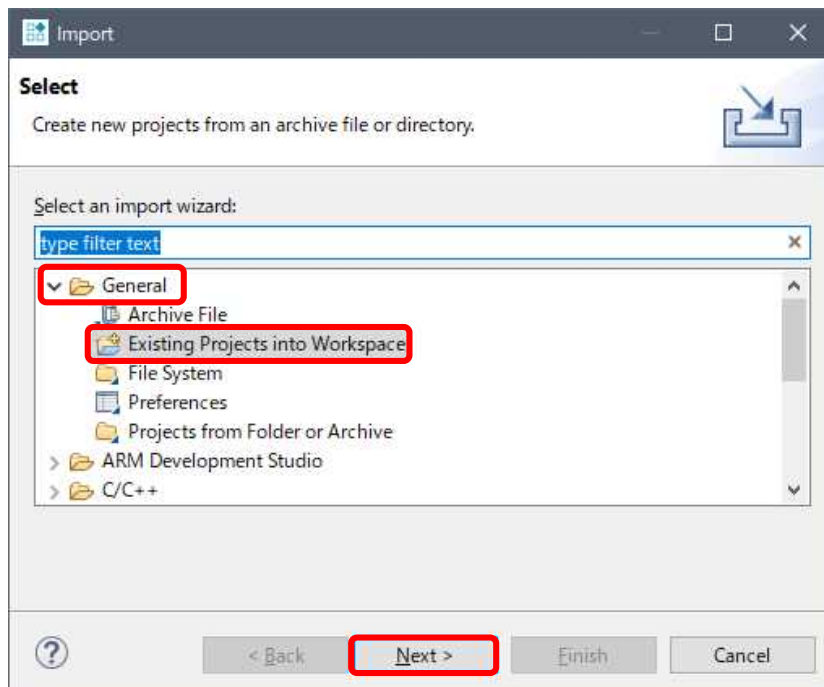 Import
Select
Create new projects from an archive file or directory.
Select an import wizard:
type filter text
General
Archive File
Existing Projects into Workspace
File System
Preferences
Projects from Folder or Archive
ARM Development Studio
C/C++
?
< Back
Next >
Finish
Cancel